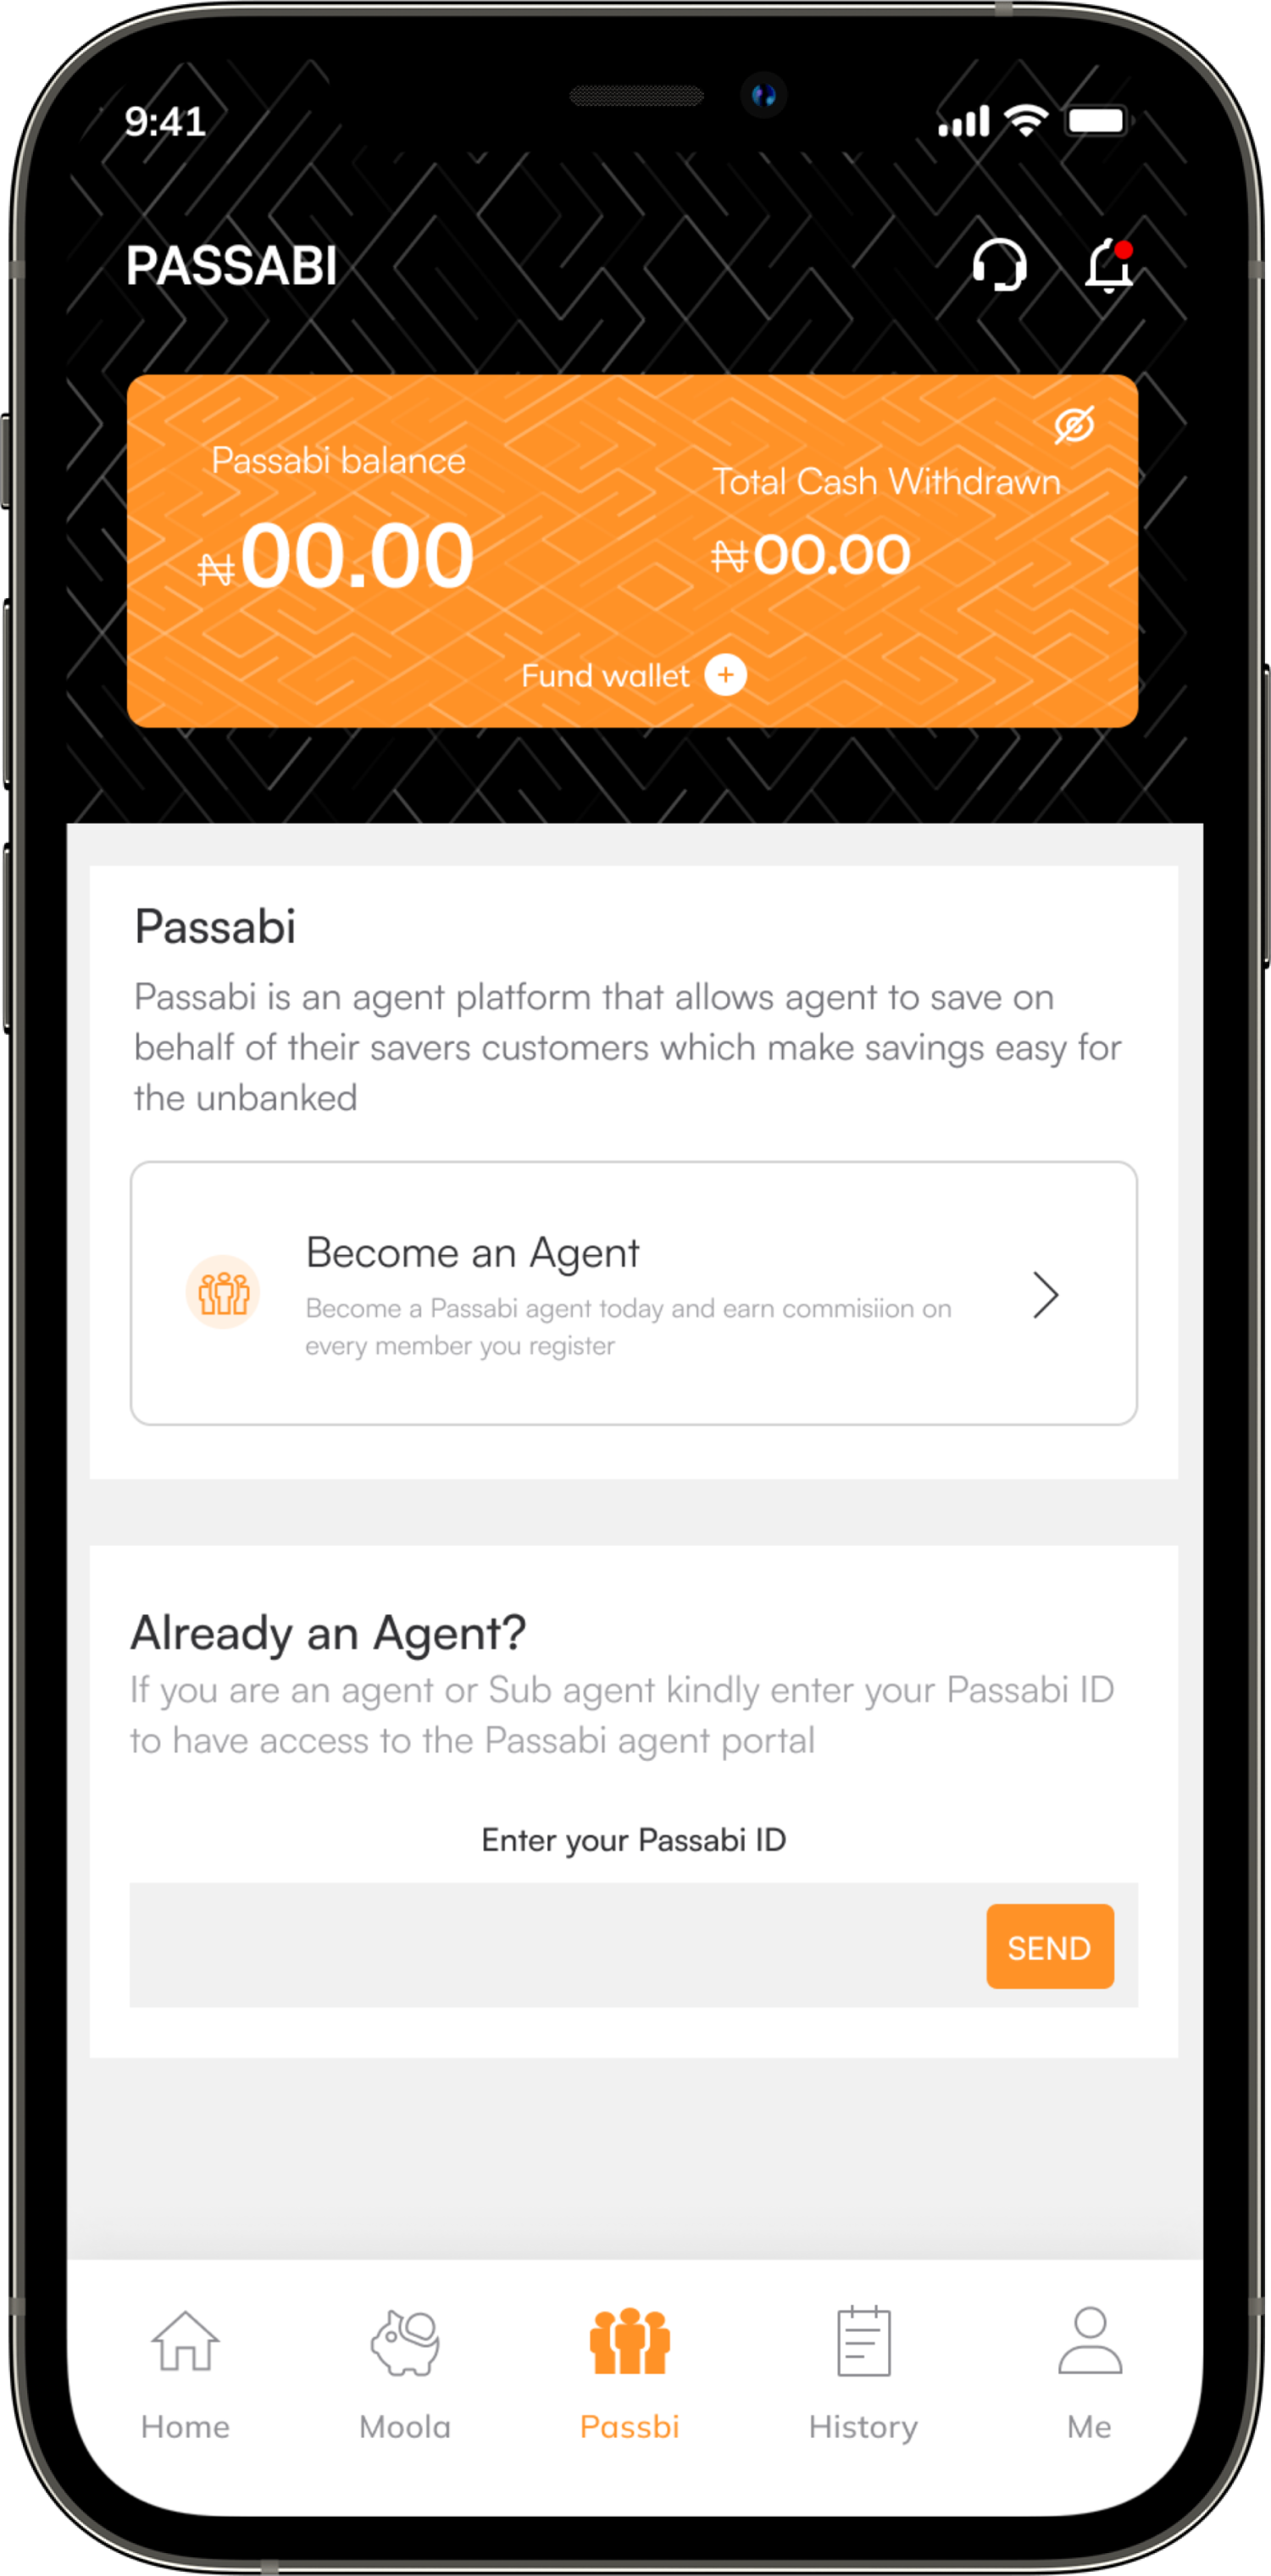 9:41
PASSABI
Passabi balance
₦00.00
Total Cash Withdrawn
₦00.00
Fund wallet +
Passabi
Passabi is an agent platform that allows agent to save on
behalf of their savers customers which make savings easy for
the unbanked
Become an Agent
Become a Passabi agent today and earn commisiion on
every member you register
Already an Agent?
If you are an agent or Sub agent kindly enter your Passabi ID
to have access to the Passabi agent portal
Enter your Passabi ID
SEND
Home
Moola
Passbi
History
Me